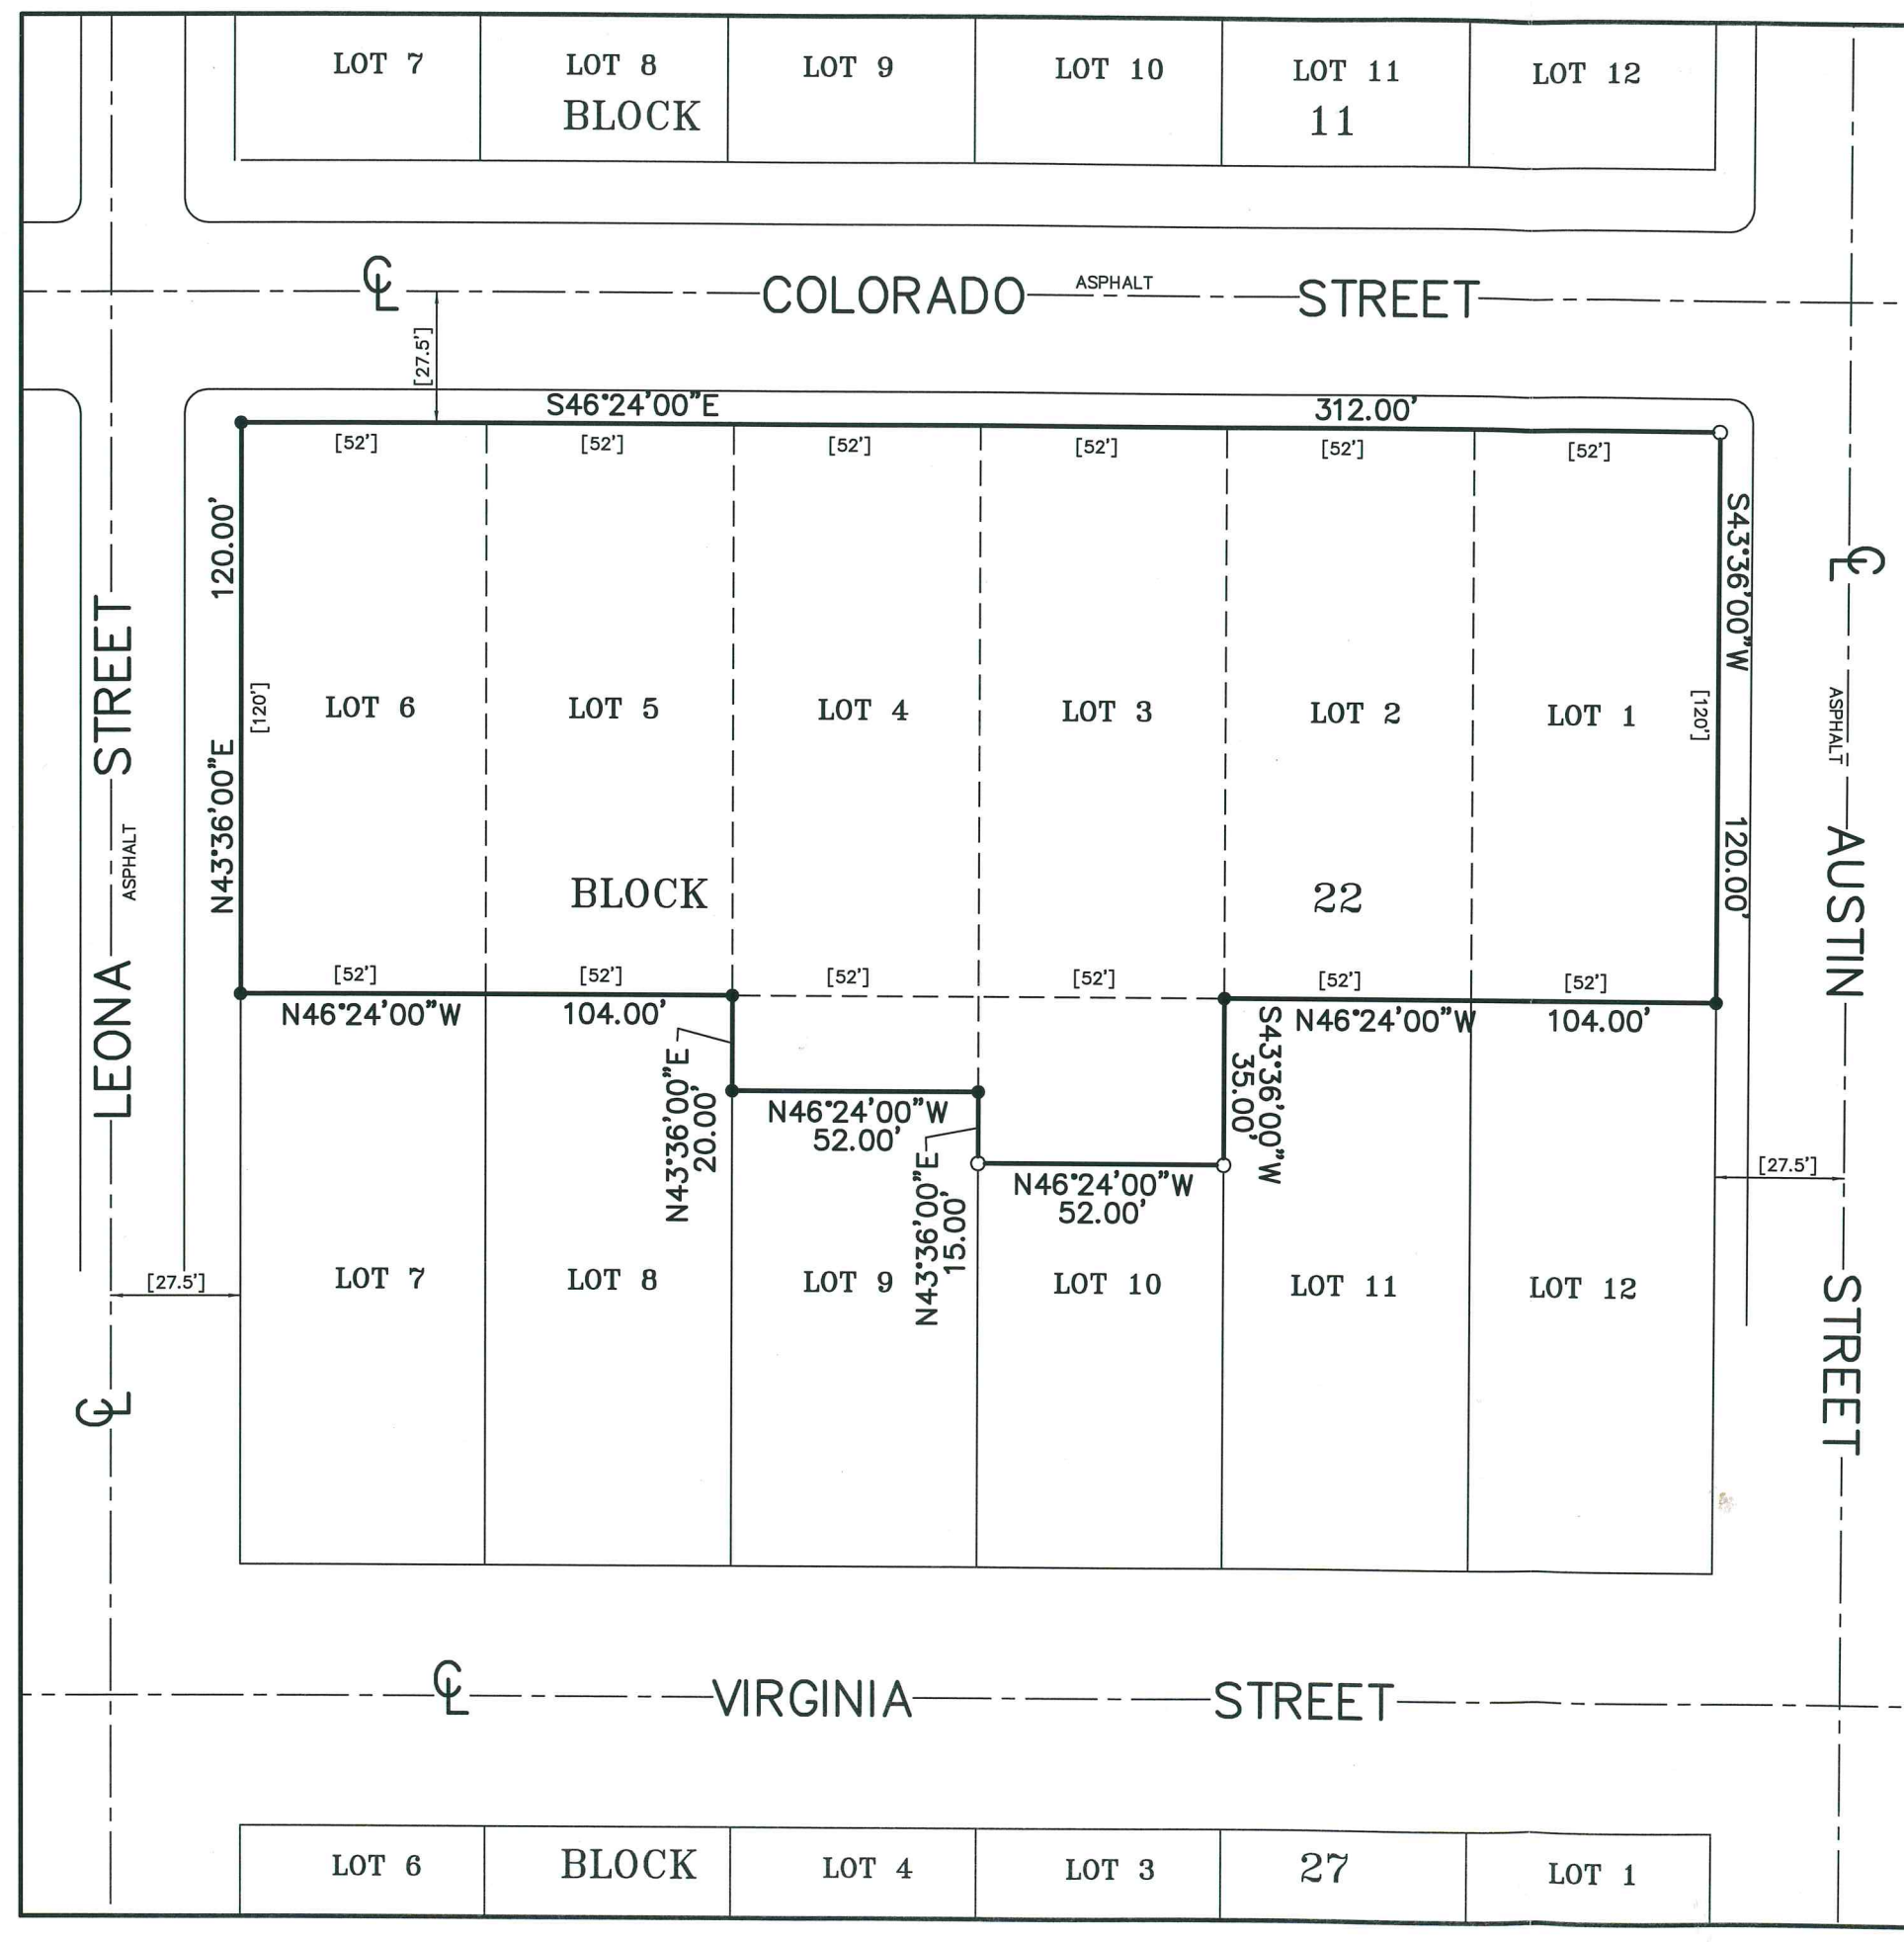 LOT 7
LOT 8
LOT 9
LOT 10
LOT 11
LOT 12
BLOCK
11
℄
COLORADO
ASPHALT
STREET
[27.5']
S46°24'00"E
312.00'
[52']
[52']
[52']
[52']
[52']
[52']
120.00'
N43°36'00"E
[120']
LEONA
STREET
ASPHALT
℄
LOT 6
LOT 5
LOT 4
LOT 3
LOT 2
LOT 1
[120']
S43°36'00"W
120.00'
℄
ASPHALT
AUSTIN
STREET
BLOCK
22
[52']
[52']
[52']
[52']
[52']
[52']
N46°24'00"W
104.00'
N43°36'00"E
20.00'
N46°24'00"W
52.00'
N43°36'00"E
15.00'
N46°24'00"W
52.00'
S43°36'00"W
35.00'
N46°24'00"W
104.00'
[27.5']
[27.5']
LOT 7
LOT 8
LOT 9
LOT 10
LOT 11
LOT 12
℄
VIRGINIA
STREET
LOT 6
BLOCK
LOT 4
LOT 3
27
LOT 1